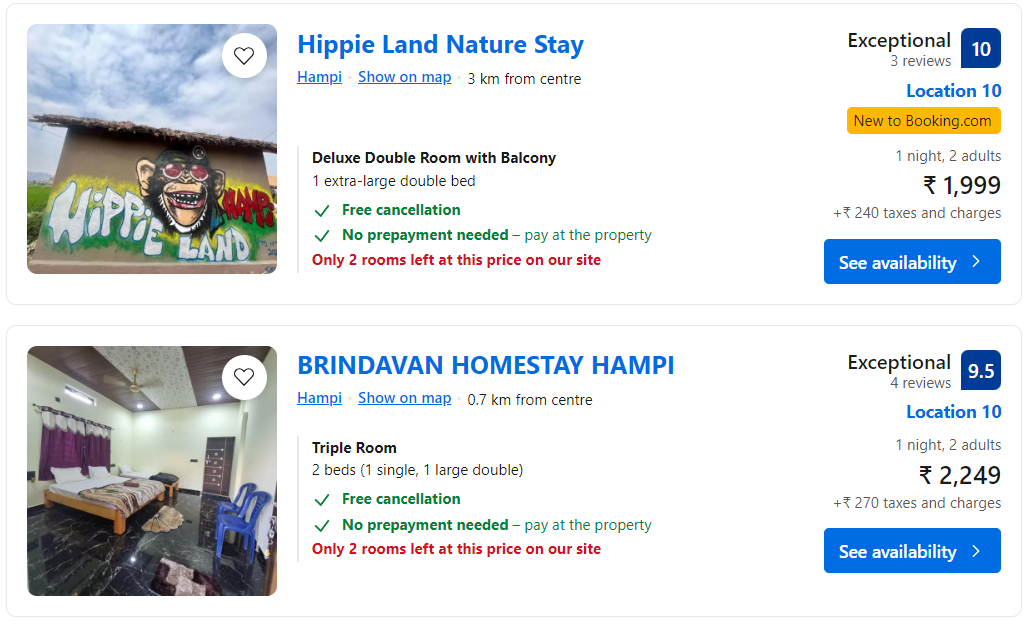 Hippie Land Nature Stay
Hampi Show on map 3 km from centre
Exceptional 10
3 reviews
Location 10
New to Booking.com
HiPPiE LAND
HAMPI
Deluxe Double Room with Balcony
1 extra-large double bed
Free cancellation
No prepayment needed – pay at the property
Only 2 rooms left at this price on our site
1 night, 2 adults
₹ 1,999
+₹ 240 taxes and charges
See availability
BRINDAVAN HOMESTAY HAMPI
Hampi Show on map 0.7 km from centre
Exceptional 9.5
4 reviews
Location 10
Triple Room
2 beds (1 single, 1 large double)
Free cancellation
No prepayment needed – pay at the property
Only 2 rooms left at this price on our site
1 night, 2 adults
₹ 2,249
+₹ 270 taxes and charges
See availability